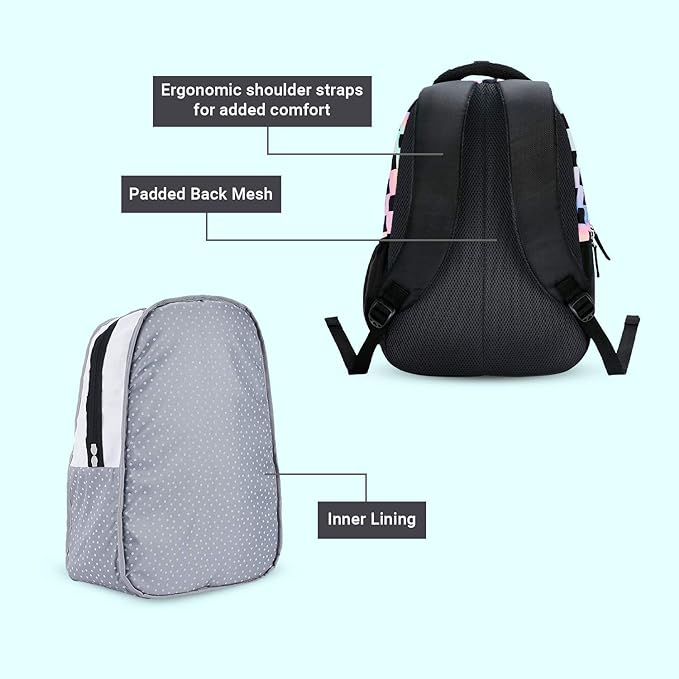 Ergonomic shoulder straps
for added comfort
Padded Back Mesh
Inner Lining